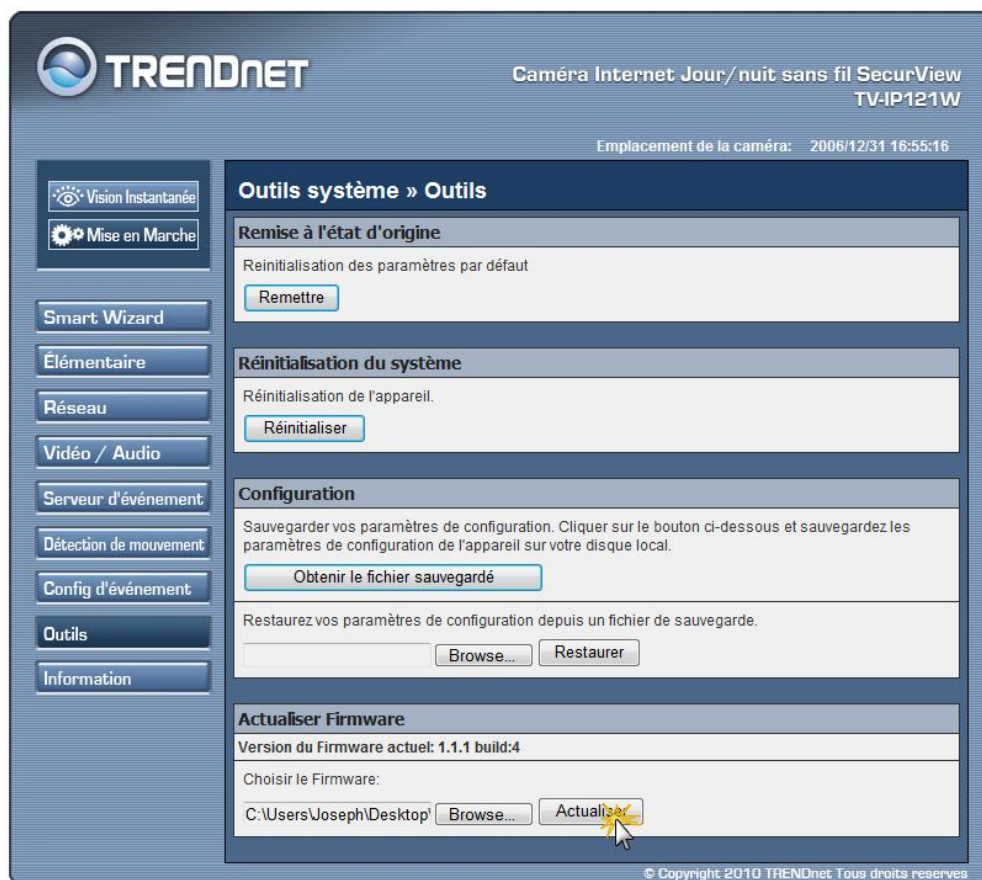 TRENDNET
Caméra Internet Jour/nuit sans fil SecurView
TV-IP121W
Emplacement de la caméra: 2006/12/31 16:55:16
Vision Instantanée
Mise en Marche
Smart Wizard
Élémentaire
Réseau
Vidéo / Audio
Serveur d'événement
Détection de mouvement
Config d'événement
Outils
Information
Outils système » Outils
Remise à l'état d'origine
Reinitialisation des paramètres par défaut
Remettre
Réinitialisation du système
Réinitialisation de l'appareil.
Réinitialiser
Configuration
Sauvegarder vos paramètres de configuration. Cliquer sur le bouton ci-dessous et sauvegardez les
paramètres de configuration de l'appareil sur votre disque local.
Obtenir le fichier sauvegardé
Restaurez vos paramètres de configuration depuis un fichier de sauvegarde.
Browse... Restaurer
Actualiser Firmware
Version du Firmware actuel: 1.1.1 build:4
Choisir le Firmware:
C:\Users\Joseph\Desktop\ Browse... Actualiser
© Copyright 2010 TRENDnet Tous droits reserves